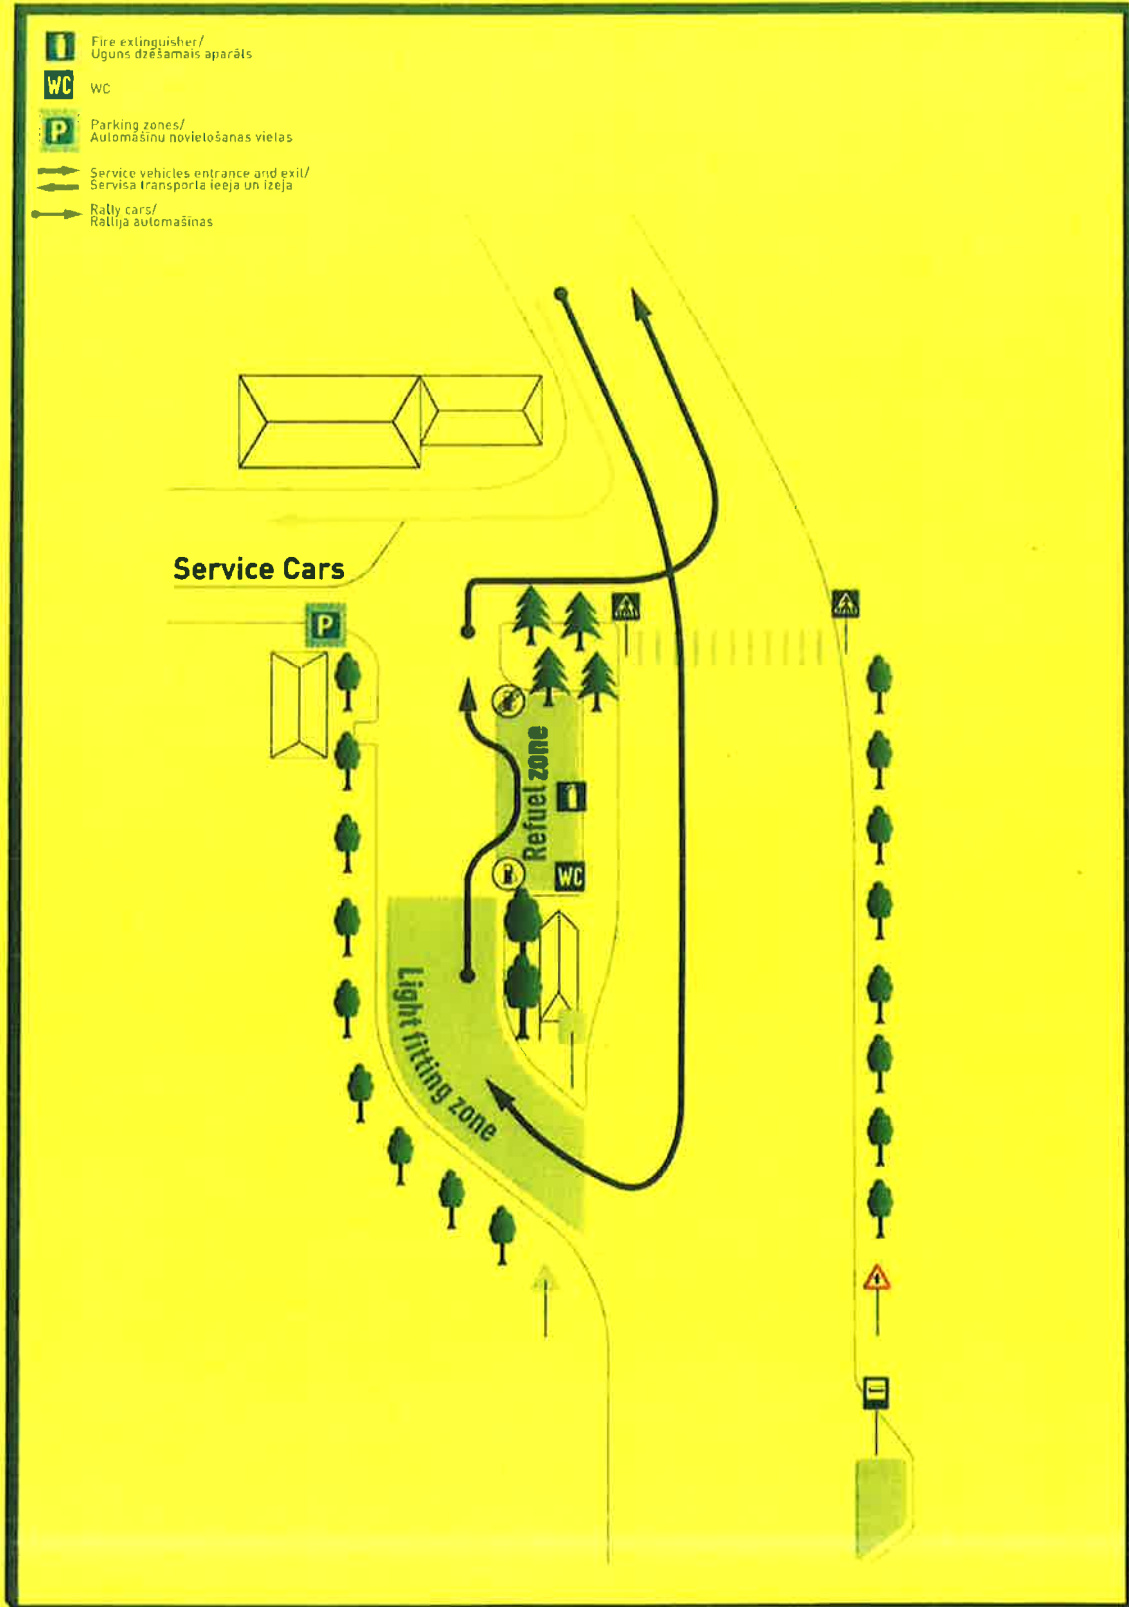 Fire extinguisher/
Uguns dzēšamais aparāts
WC
WC
P
Parking zones/
Automašīnu novietošanas vietas
Service vehicles entrance and exit/
Servisa transporta ieeja un izeja
Rally cars/
Rallija automašīnas
Service Cars
P
Refuel zone
WC
Light fitting zone